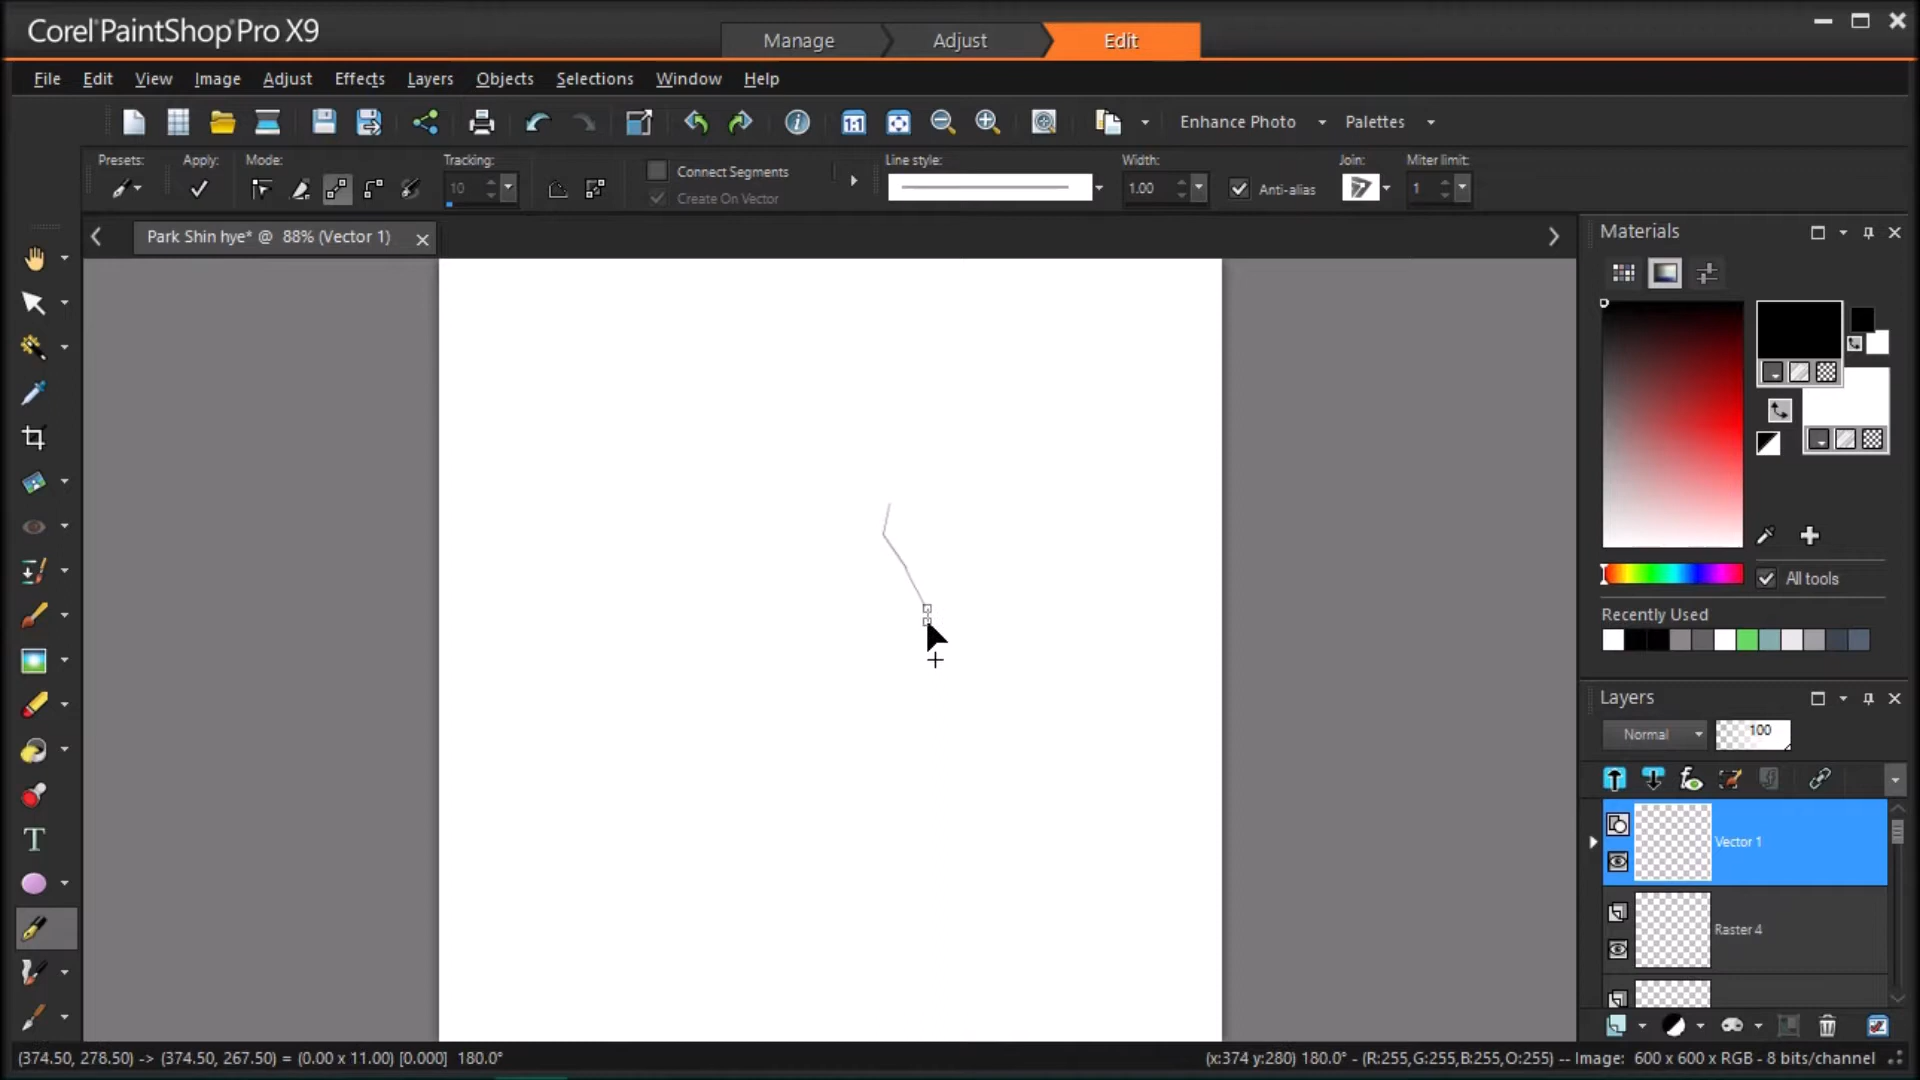 Corel PaintShop Pro X9
Manage Adjust Edit
File Edit View Image Adjust Effects Layers Objects Selections Window Help
1:1 Enhance Photo Palettes
Presets: Apply: Mode: Tracking: Line style: Width: Join: Miter limit:
10 Connect Segments 1.00 Anti-alias 1
Create On Vector
Park Shin hye* @ 88% (Vector 1)
Materials
All tools
Recently Used
Layers
Normal 100
Vector 1
Raster 4
T
(374.50, 278.50) -> (374.50, 267.50) = (0.00 x 11.00) [0.000] 180.0°
(x:374 y:280) 180.0° - (R:255,G:255,B:255,O:255) -- Image: 600 x 600 x RGB - 8 bits/channel